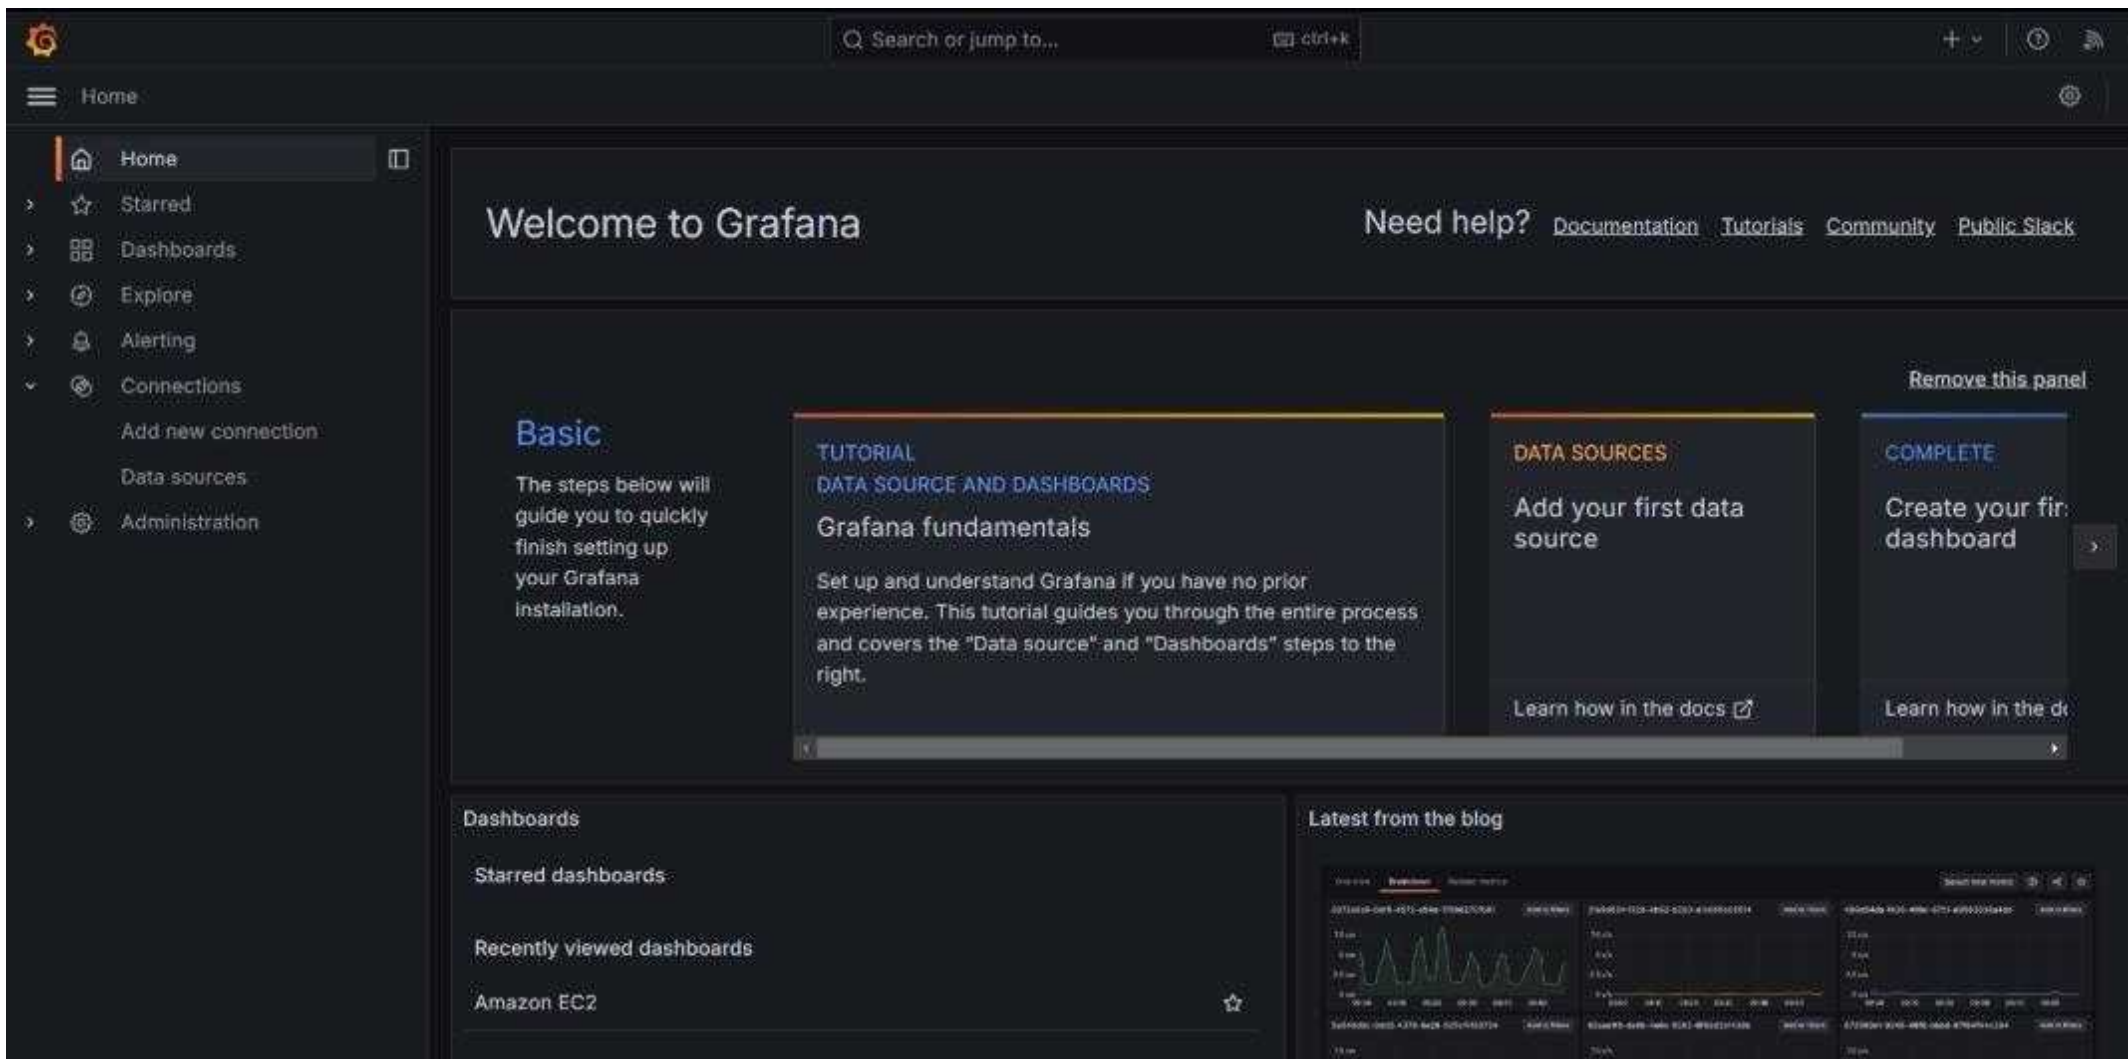 Search or jump to...
ctrl+k
Home
Home
Starred
Dashboards
Explore
Alerting
Connections
Add new connection
Data sources
Administration
Welcome to Grafana
Need help? Documentation Tutorials Community Public Slack
Remove this panel
Basic
The steps below will
guide you to quickly
finish setting up
your Grafana
installation.
TUTORIAL
DATA SOURCE AND DASHBOARDS
Grafana fundamentals
Set up and understand Grafana if you have no prior
experience. This tutorial guides you through the entire process
and covers the "Data source" and "Dashboards" steps to the
right.
DATA SOURCES
Add your first data
source
Learn how in the docs
COMPLETE
Create your fir
dashboard
Learn how in the d
Dashboards
Starred dashboards
Recently viewed dashboards
Amazon EC2
Latest from the blog
Breakdown